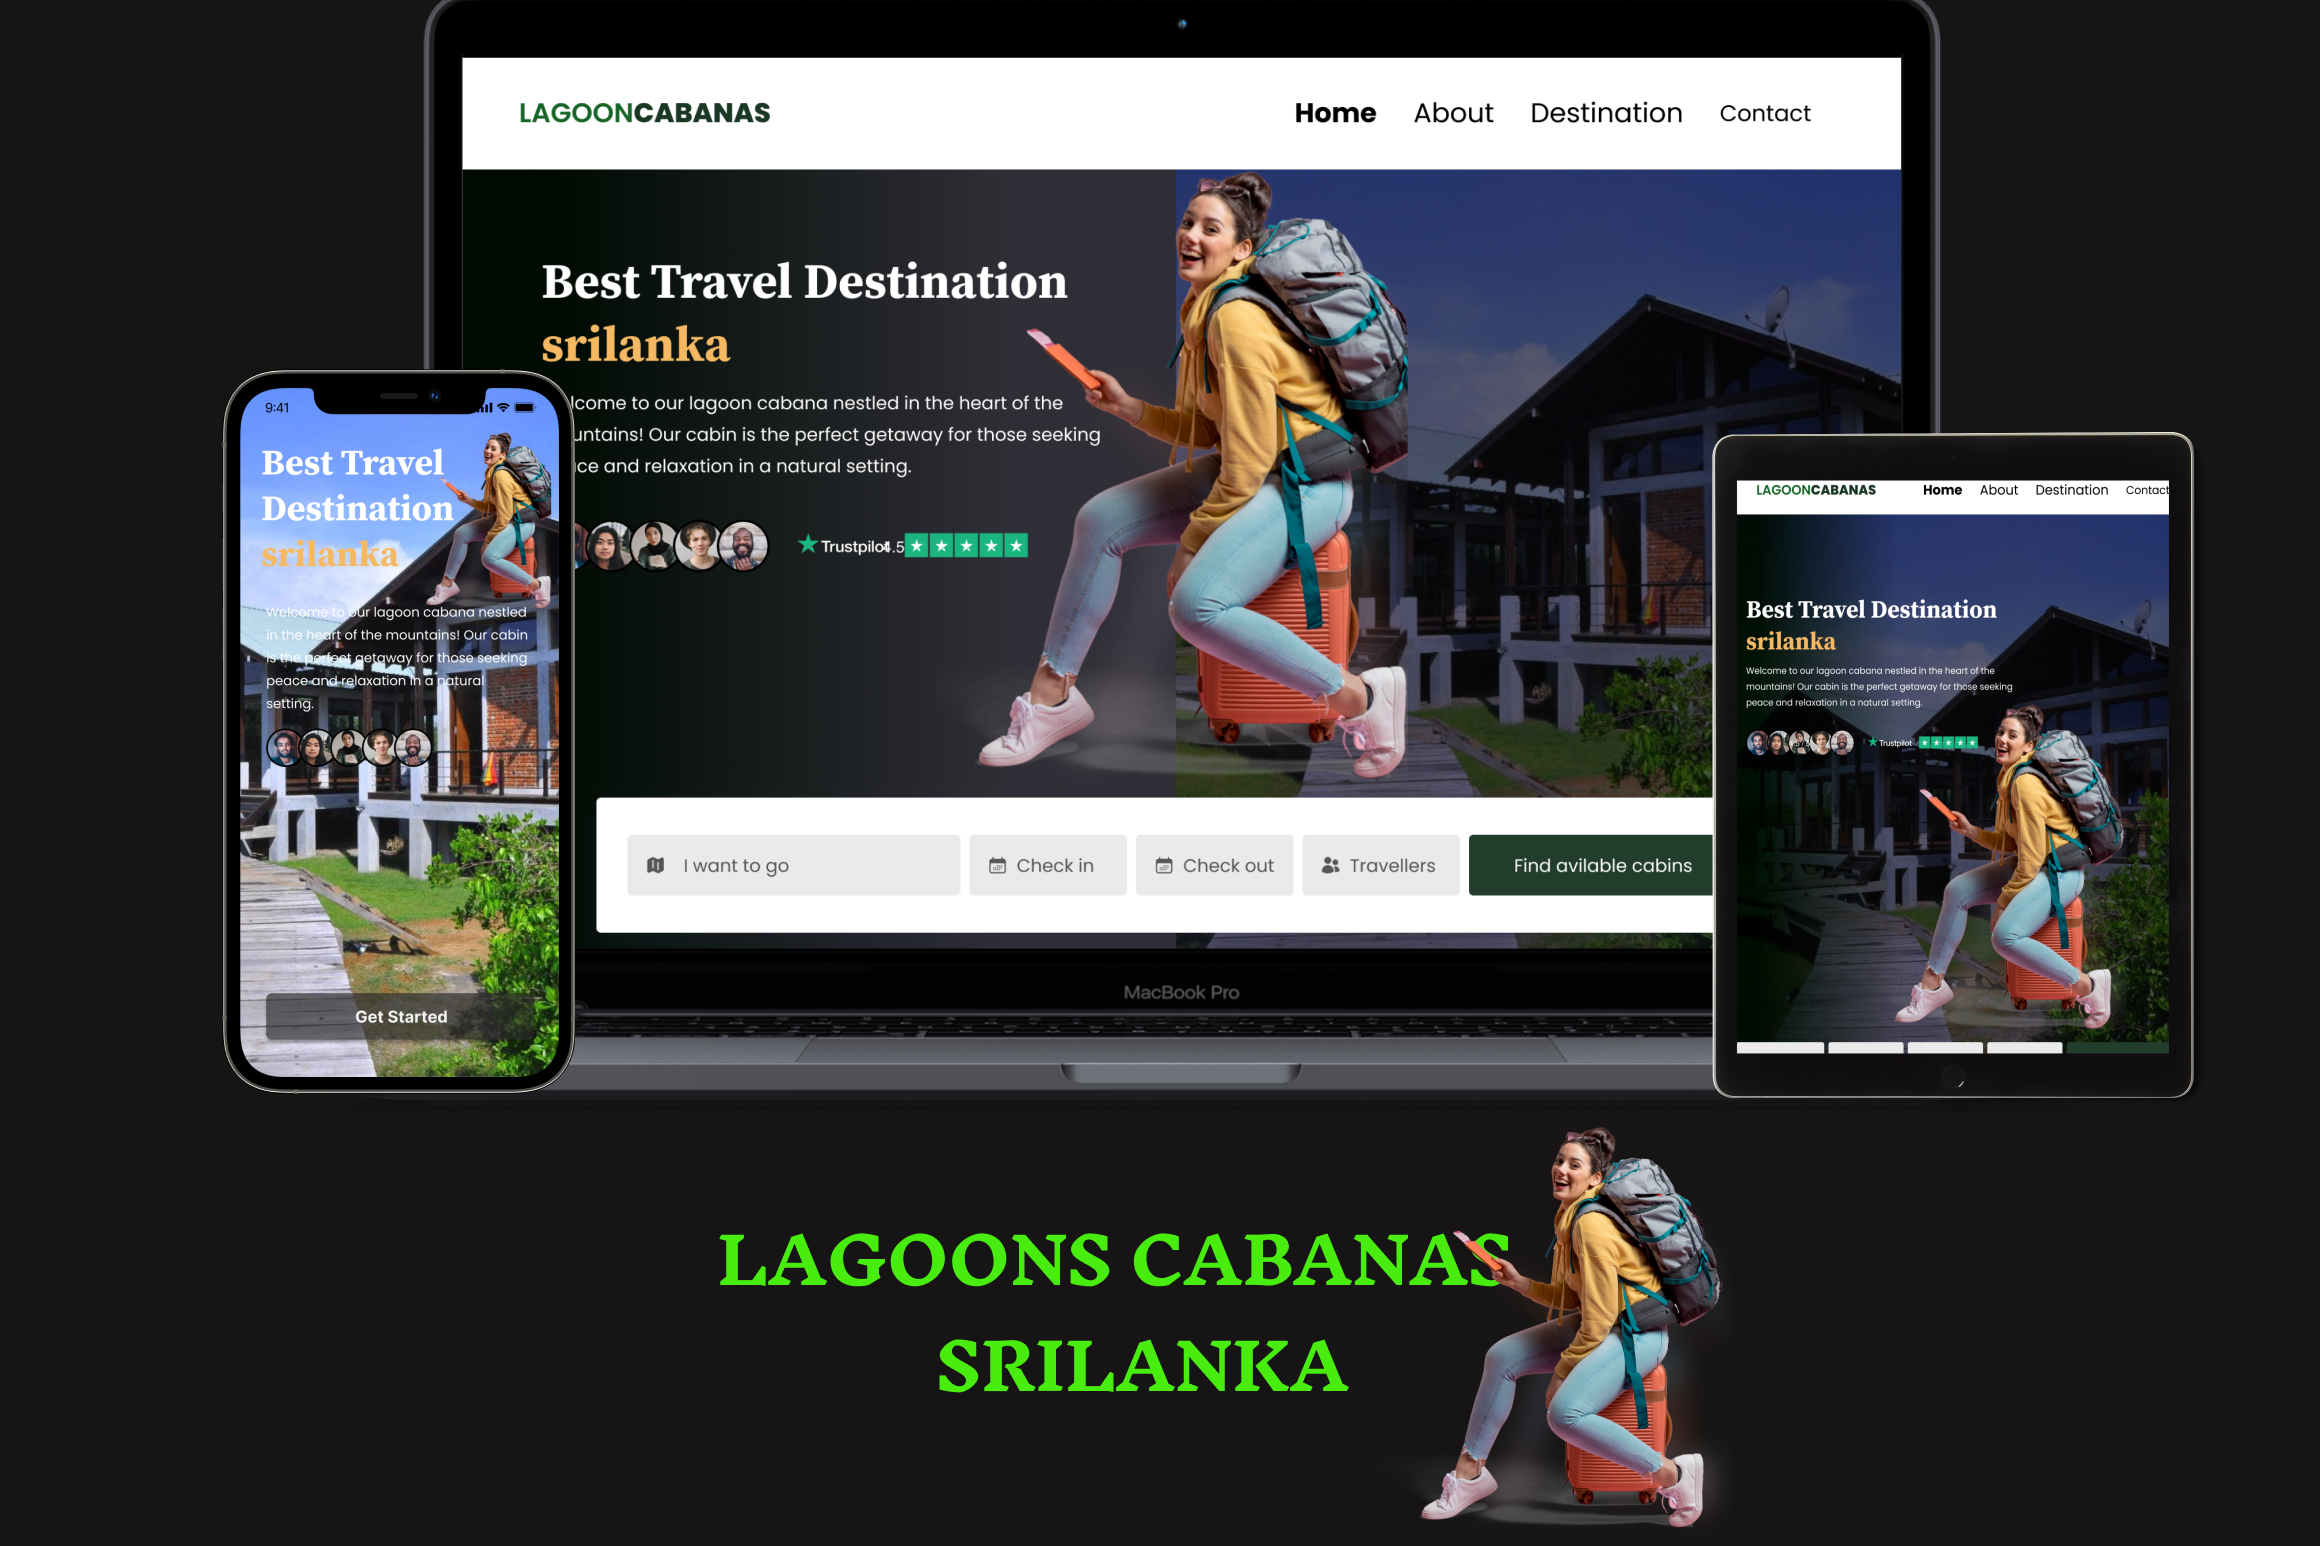 LAGOONCABANAS
Home About Destination Contact
Best Travel Destination
srilanka
lcome to our lagoon cabana nestled in the heart of the
untains! Our cabin is the perfect getaway for those seeking
ce and relaxation in a natural setting.
Trustpilot 4.5
I want to go Check in Check out Travellers Find avilable cabins
MacBook Pro
9:41
Best Travel
Destination
srilanka
Welcome to our lagoon cabana nestled
in the heart of the mountains! Our cabin
is the perfect getaway for those seeking
peace and relaxation in a natural
setting.
Get Started
LAGOONCABANAS Home About Destination Contact
Best Travel Destination
srilanka
Welcome to our lagoon cabana nestled in the heart of the
mountains! Our cabin is the perfect getaway for those seeking
peace and relaxation in a natural setting.
Trustpilot
LAGOONS CABANAS
SRILANKA